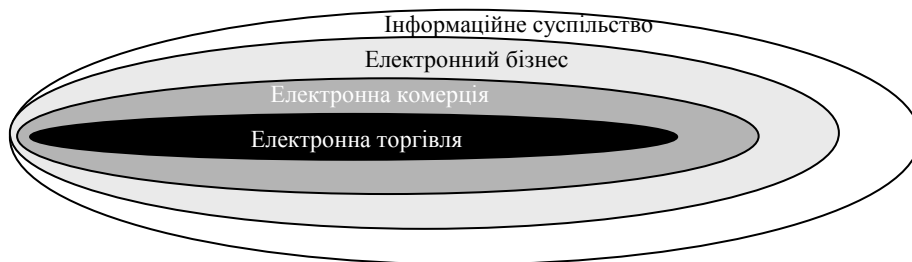 Інформаційне суспільство
Електронний бізнес
Електронна комерція
Електронна торгівля